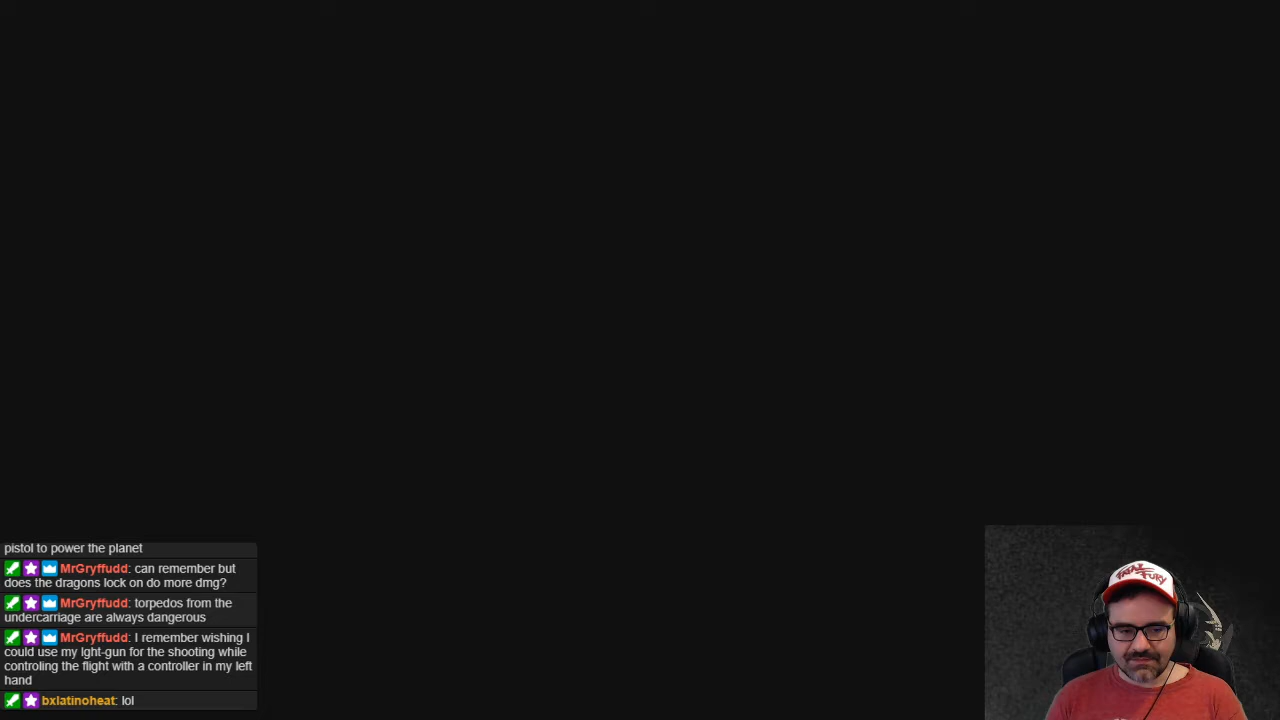 pistol to power the planet
MrGryffudd: can remember but
does the dragons lock on do more dmg?
MrGryffudd: torpedos from the
undercarriage are always dangerous
MrGryffudd: I remember wishing I
could use my lght-gun for the shooting while
controling the flight with a controller in my left
hand
bxlatinoheat: lol
FATAL
FURY